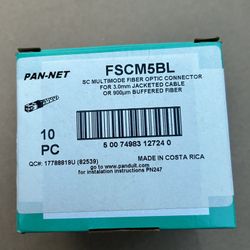 PAN-NET
FSCM5BL
SC MULTIMODE FIBER OPTIC CONNECTOR
FOR 3.0mm JACKETED CABLE
OR 900µm BUFFERED FIBER
10
PC
5 00 74983 12724 0
MADE IN COSTA RICA
QC#: 17788819U (82539)
go to www.panduit.com
for instalation instructions PN247